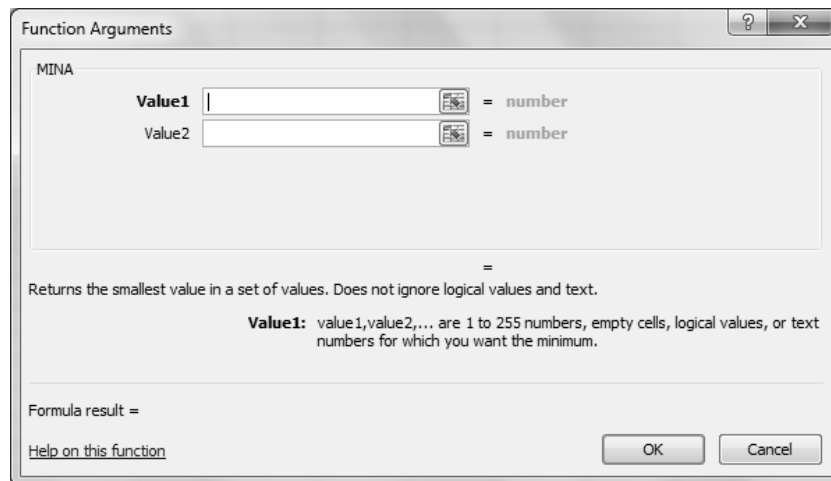 Function Arguments
? X
MINA
Value1 = number
Value2 = number
=
Returns the smallest value in a set of values. Does not ignore logical values and text.
Value1: value1,value2,... are 1 to 255 numbers, empty cells, logical values, or text
numbers for which you want the minimum.
Formula result =
Help on this function OK Cancel